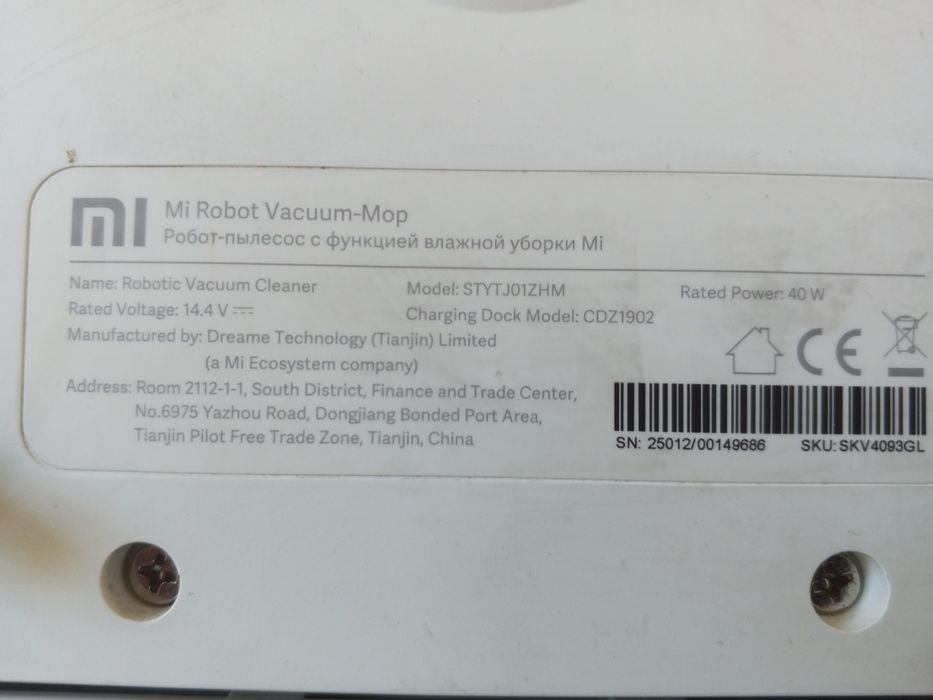 mi Mi Robot Vacuum-Mop
Робот-пылесос с функцией влажной уборки Mi
Name: Robotic Vacuum Cleaner
Model: STYTJ01ZHM
Rated Power: 40 W
Rated Voltage: 14.4 V
Charging Dock Model: CDZ1902
Manufactured by: Dreame Technology (Tianjin) Limited
(a Mi Ecosystem company)
Address: Room 2112-1-1, South District, Finance and Trade Center,
No.6975 Yazhou Road, Dongjiang Bonded Port Area,
Tianjin Pilot Free Trade Zone, Tianjin, China
CE
SN: 25012/00149686
SKU: SKV4093GL